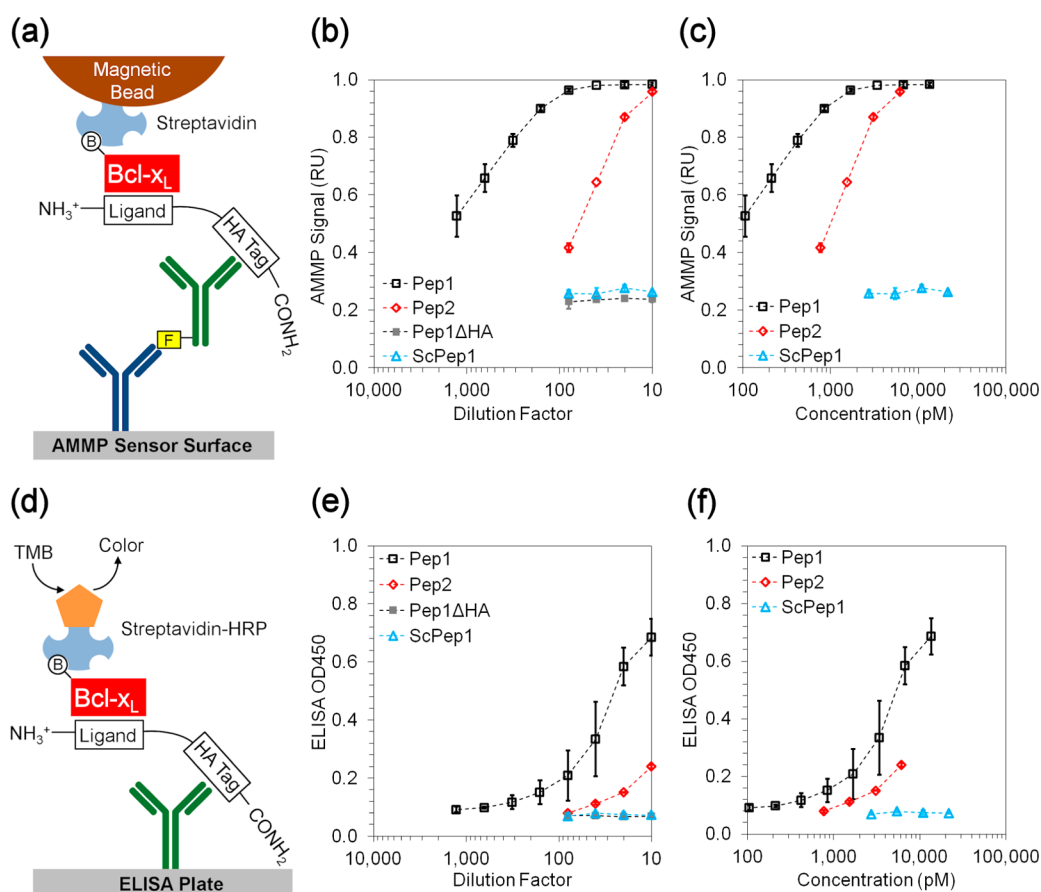 (a)
Magnetic
Bead
Streptavidin
B
Bcl-xL
NH3+
Ligand
HA Tag
CONH2
F
AMMP Sensor Surface
(b)
AMMP Signal (RU)
1.0
0.8
0.6
0.4
0.2
0.0
Pep1
Pep2
Pep1ΔHA
ScPep1
10,000
1,000
100
10
Dilution Factor
(c)
AMMP Signal (RU)
1.0
0.8
0.6
0.4
0.2
0.0
Pep1
Pep2
ScPep1
100
1,000
10,000
100,000
Concentration (pM)
(d)
TMB
Color
Streptavidin-HRP
B
Bcl-xL
NH3+
Ligand
HA Tag
CONH2
ELISA Plate
(e)
ELISA OD450
1.0
0.8
0.6
0.4
0.2
0.0
Pep1
Pep2
Pep1ΔHA
ScPep1
10,000
1,000
100
10
Dilution Factor
(f)
ELISA OD450
1.0
0.8
0.6
0.4
0.2
0.0
Pep1
Pep2
ScPep1
100
1,000
10,000
100,000
Concentration (pM)